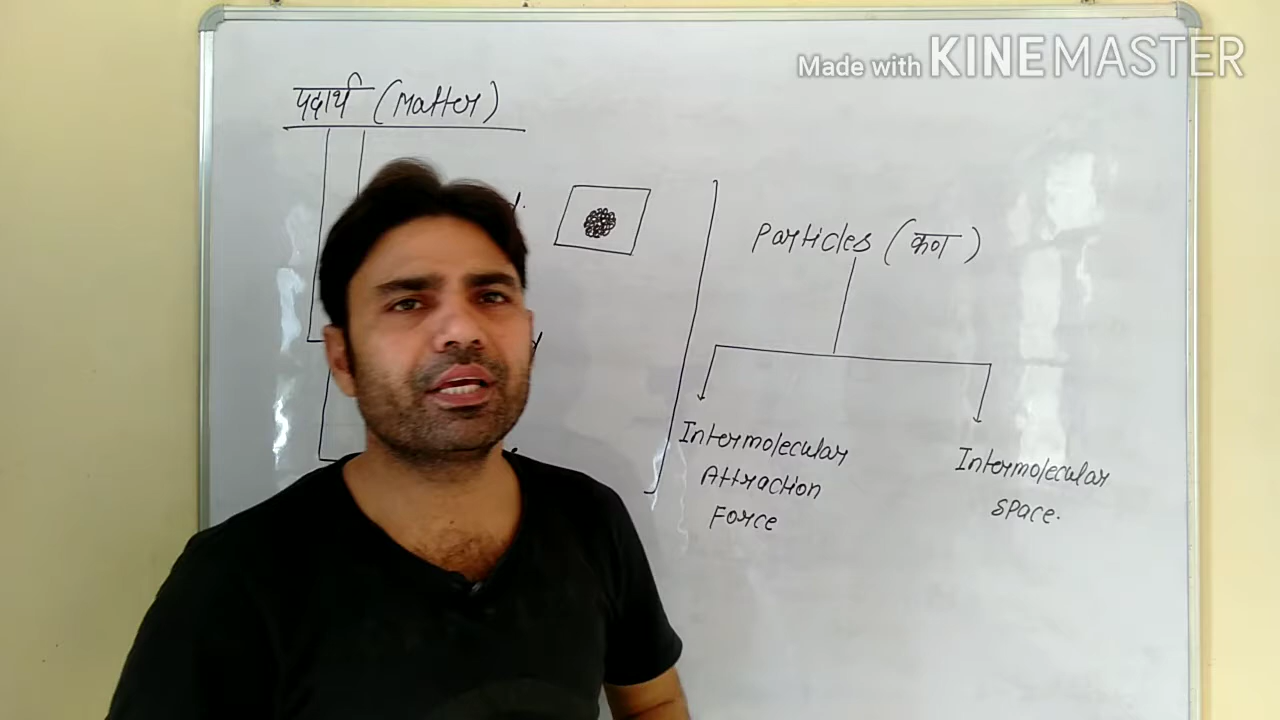 Made with KINEMASTER
पदार्थ (Matter)
Particles (कण)
Intermolecular
Attraction
Force
Intermolecular
space.